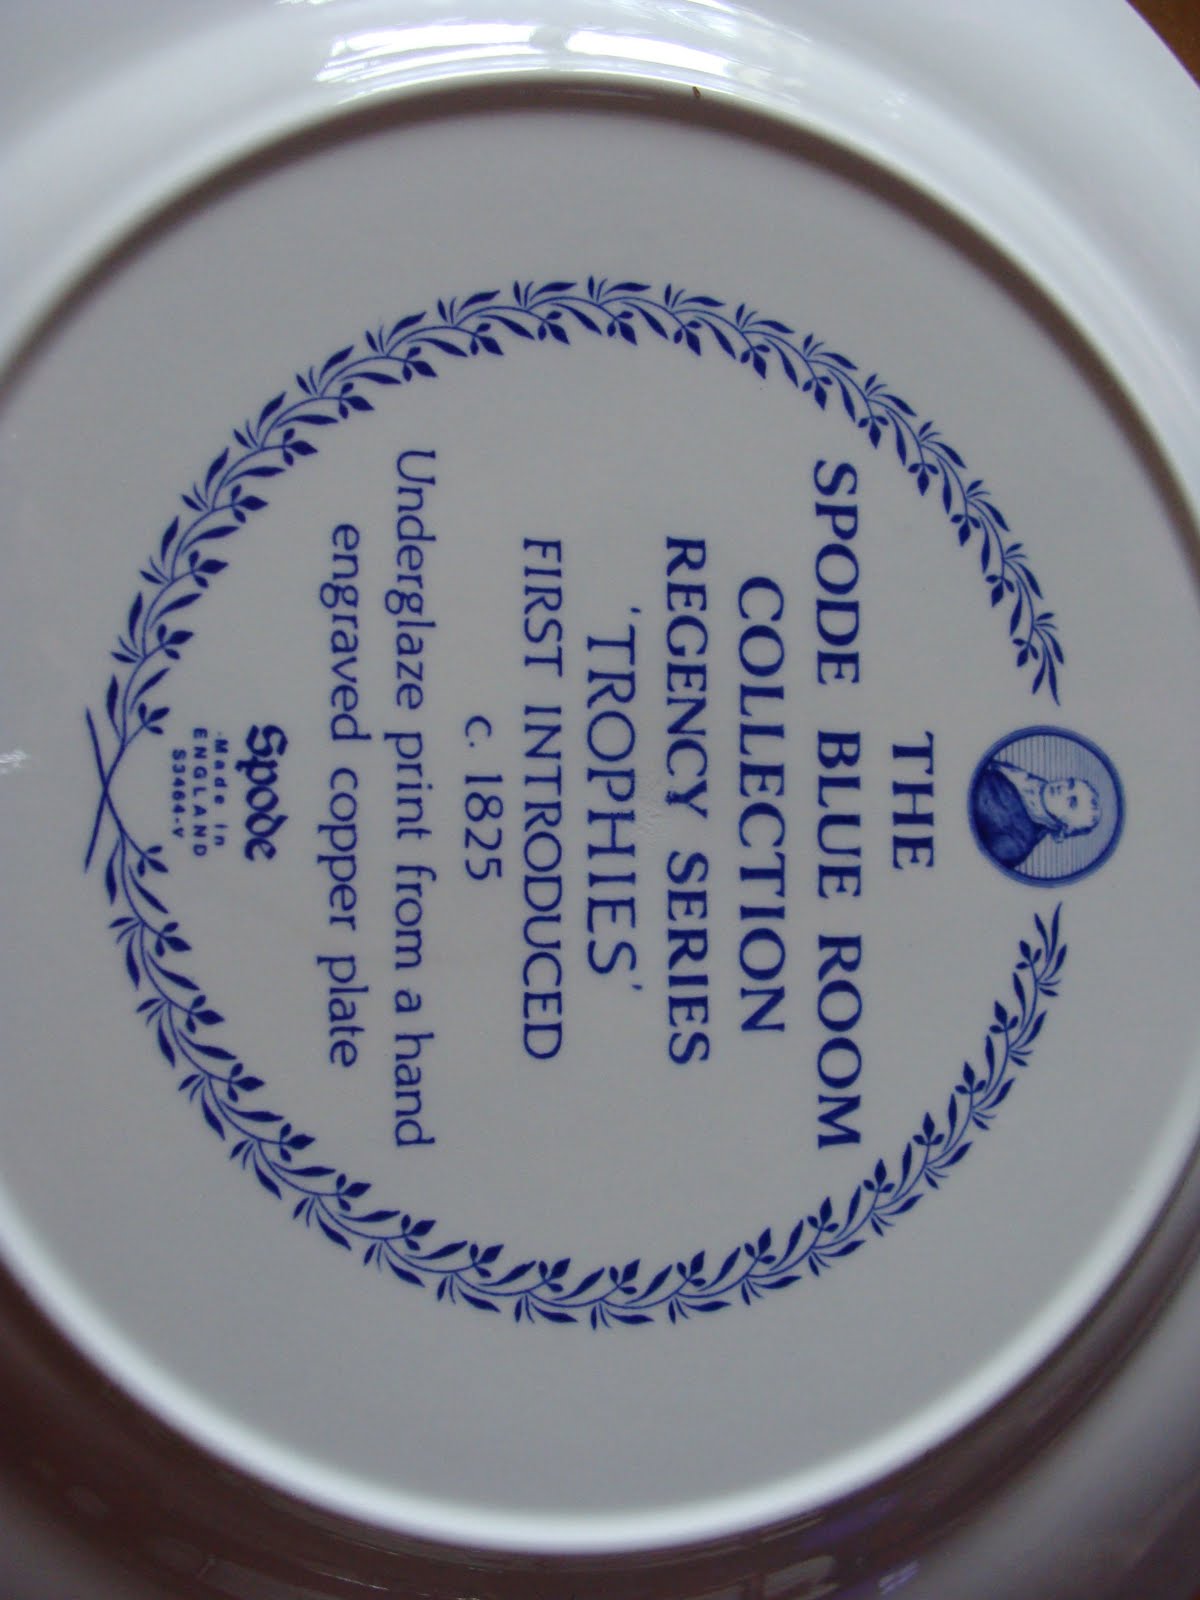 THE
SPODE BLUE ROOM
COLLECTION
REGENCY SERIES
'TROPHIES'
FIRST INTRODUCED
c. 1825
Underglaze print from a hand
engraved copper plate
Spode
Made in
ENGLAND
S3464-V